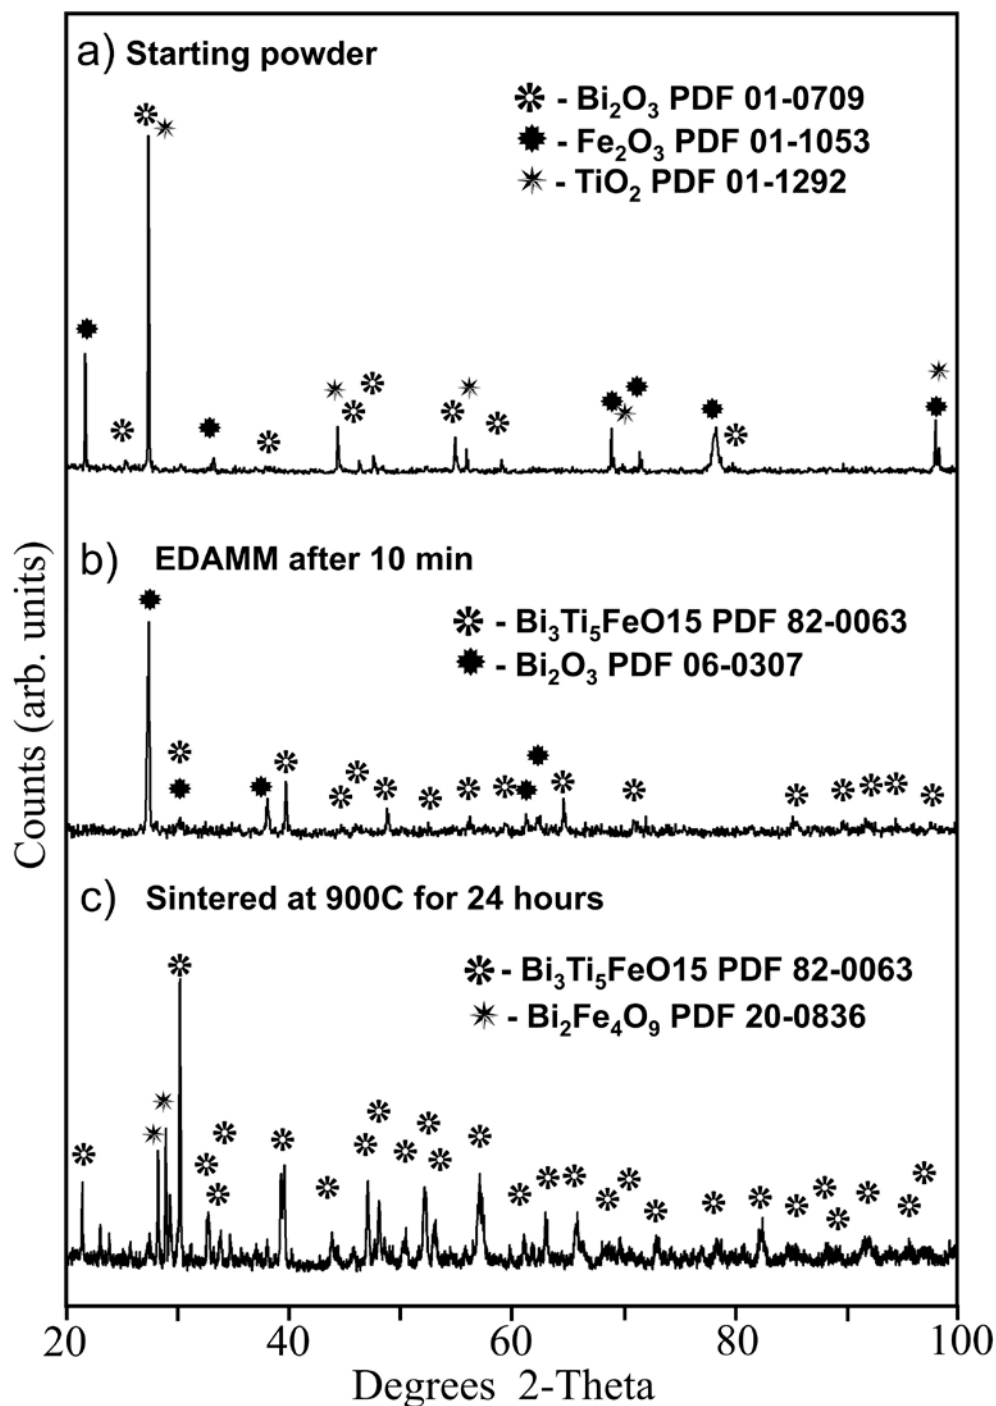 a) Starting powder
- Bi₂O₃ PDF 01-0709
- Fe₂O₃ PDF 01-1053
- TiO₂ PDF 01-1292
b) EDAMM after 10 min
- Bi₃Ti₅FeO15 PDF 82-0063
- Bi₂O₃ PDF 06-0307
c) Sintered at 900C for 24 hours
- Bi₃Ti₅FeO15 PDF 82-0063
- Bi₂Fe₄O₉ PDF 20-0836
Counts (arb. units)
20 40 60 80 100
Degrees 2-Theta